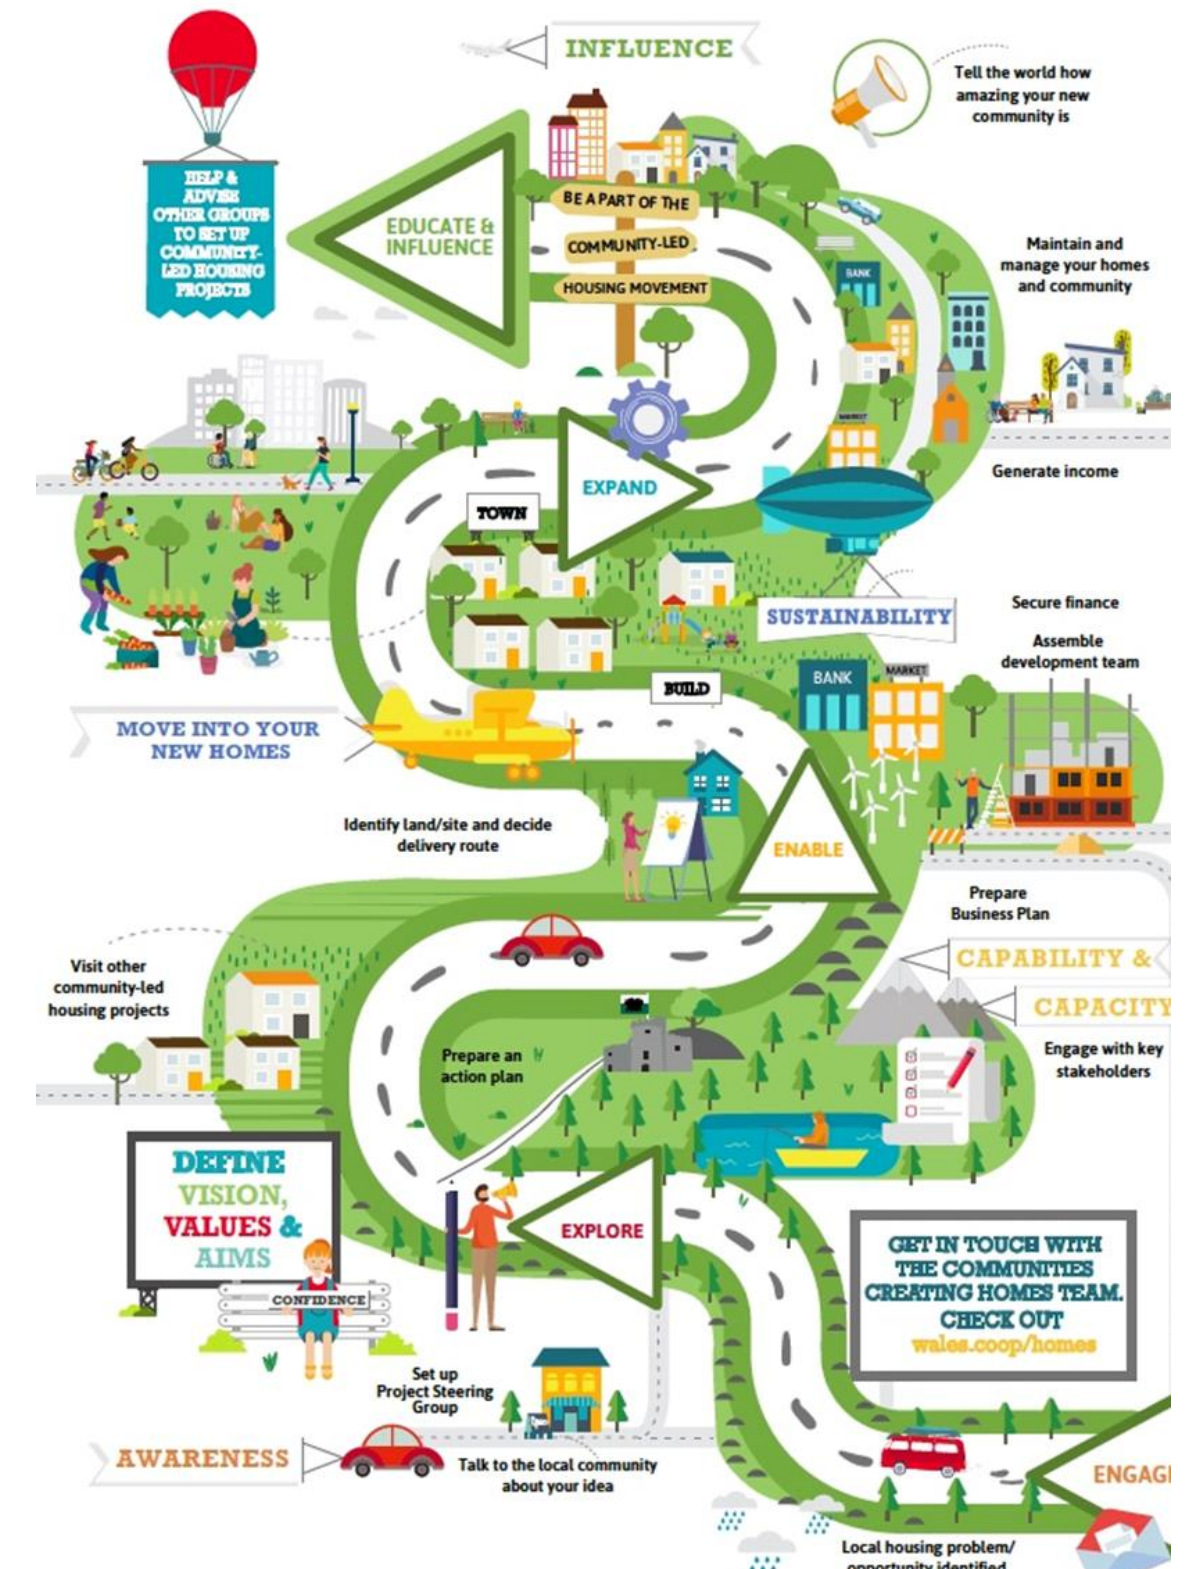 INFLUENCE
Tell the world how
amazing your new
community is
HELP &
ADVISE
OTHER GROUPS
TO SET UP
COMMUNITY-
LED HOUSING
PROJECTS
EDUCATE &
INFLUENCE
BE A PART OF THE
COMMUNITY-LED
HOUSING MOVEMENT
BANK
Maintain and
manage your homes
and community
MARKET
Generate income
EXPAND
TOWN
SUSTAINABILITY
Secure finance
Assemble
development team
BUILD
BANK
MARKET
MOVE INTO YOUR
NEW HOMES
Identify land/site and decide
delivery route
ENABLE
Prepare
Business Plan
CAPABILITY &
CAPACITY
Visit other
community-led
housing projects
Prepare an
action plan
Engage with key
stakeholders
DEFINE
VISION,
VALUES &
AIMS
CONFIDENCE
EXPLORE
GET IN TOUCH WITH
THE COMMUNITIES
CREATING HOMES TEAM.
CHECK OUT
wales.coop/homes
Set up
Project Steering
Group
AWARENESS
Talk to the local community
about your idea
ENGAG
Local housing problem/
opportunity identified